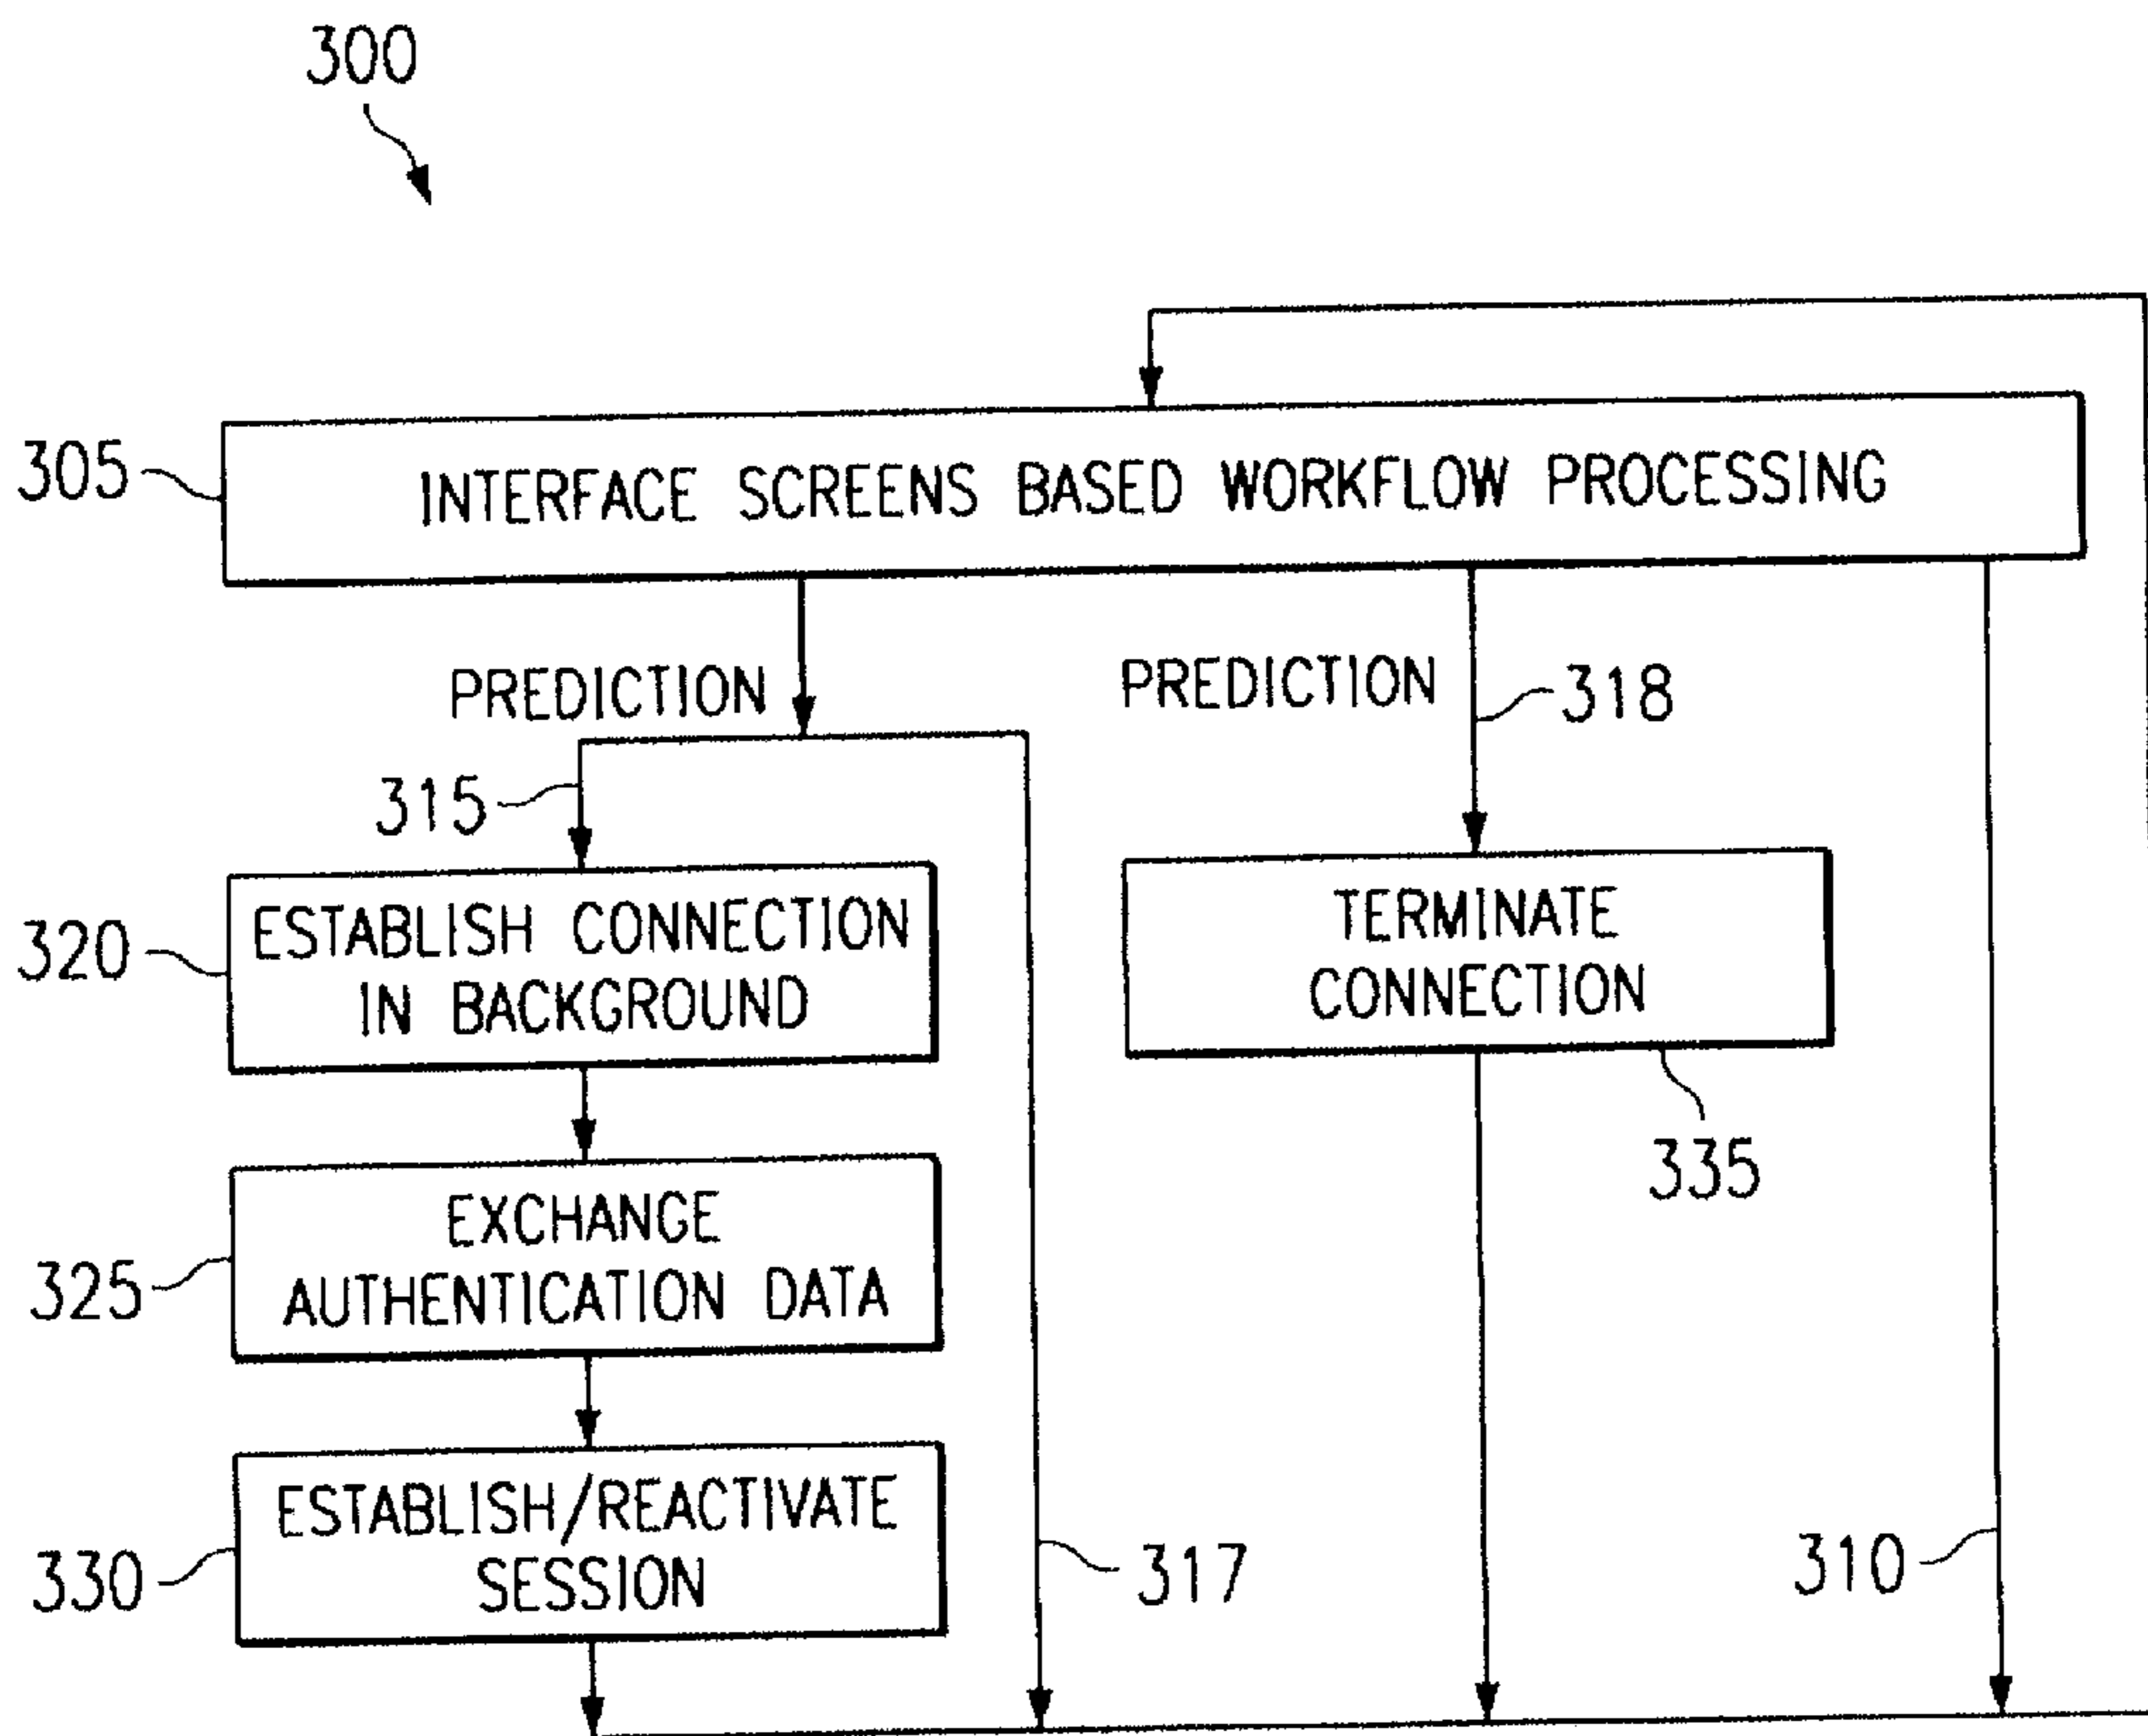 300
305
INTERFACE SCREENS BASED WORKFLOW PROCESSING
PREDICTION
PREDICTION
318
315
320
ESTABLISH CONNECTION
IN BACKGROUND
TERMINATE
CONNECTION
335
325
EXCHANGE
AUTHENTICATION DATA
330
ESTABLISH/REACTIVATE
SESSION
317
310